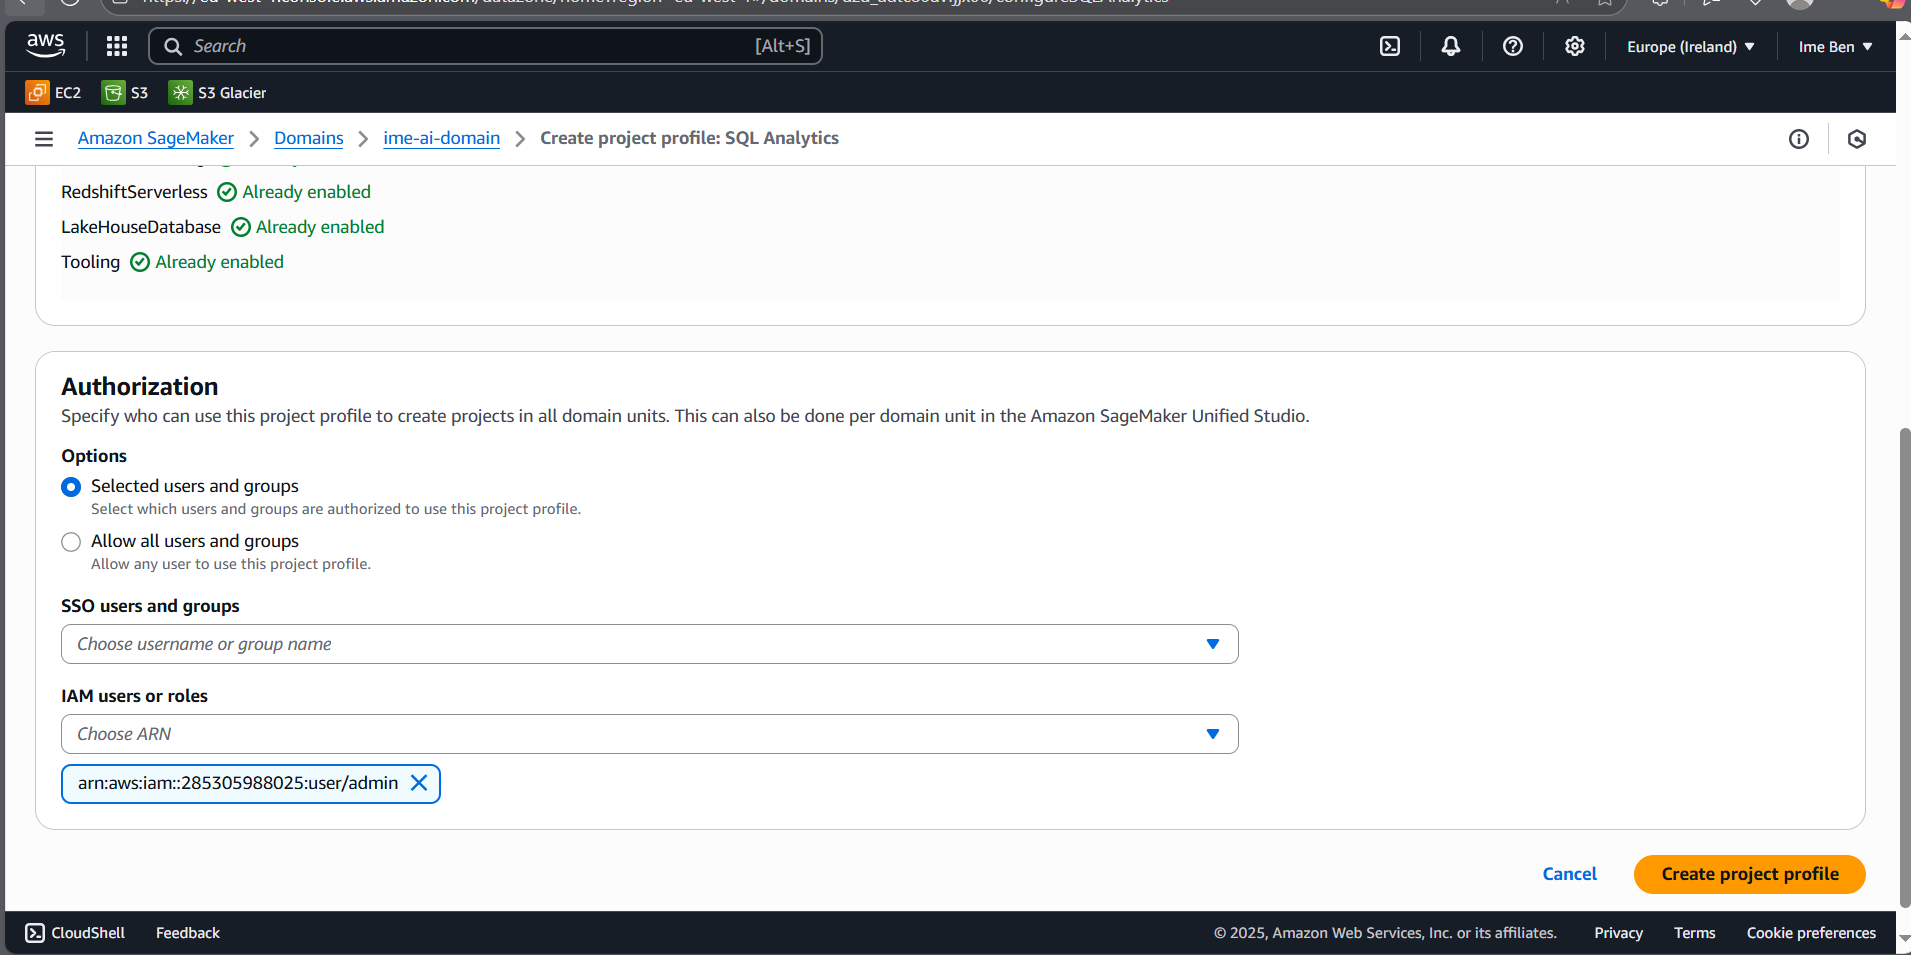 aws
Search
[Alt+S]
Europe (Ireland)
Ime Ben
EC2
S3
S3 Glacier
Amazon SageMaker
Domains
ime-ai-domain
Create project profile: SQL Analytics
RedshiftServerless Already enabled
LakeHouseDatabase Already enabled
Tooling Already enabled
Authorization
Specify who can use this project profile to create projects in all domain units. This can also be done per domain unit in the Amazon SageMaker Unified Studio.
Options
Selected users and groups
Select which users and groups are authorized to use this project profile.
Allow all users and groups
Allow any user to use this project profile.
SSO users and groups
Choose username or group name
IAM users or roles
Choose ARN
arn:aws:iam::285305988025:user/admin
Cancel
Create project profile
CloudShell
Feedback
© 2025, Amazon Web Services, Inc. or its affiliates.
Privacy
Terms
Cookie preferences